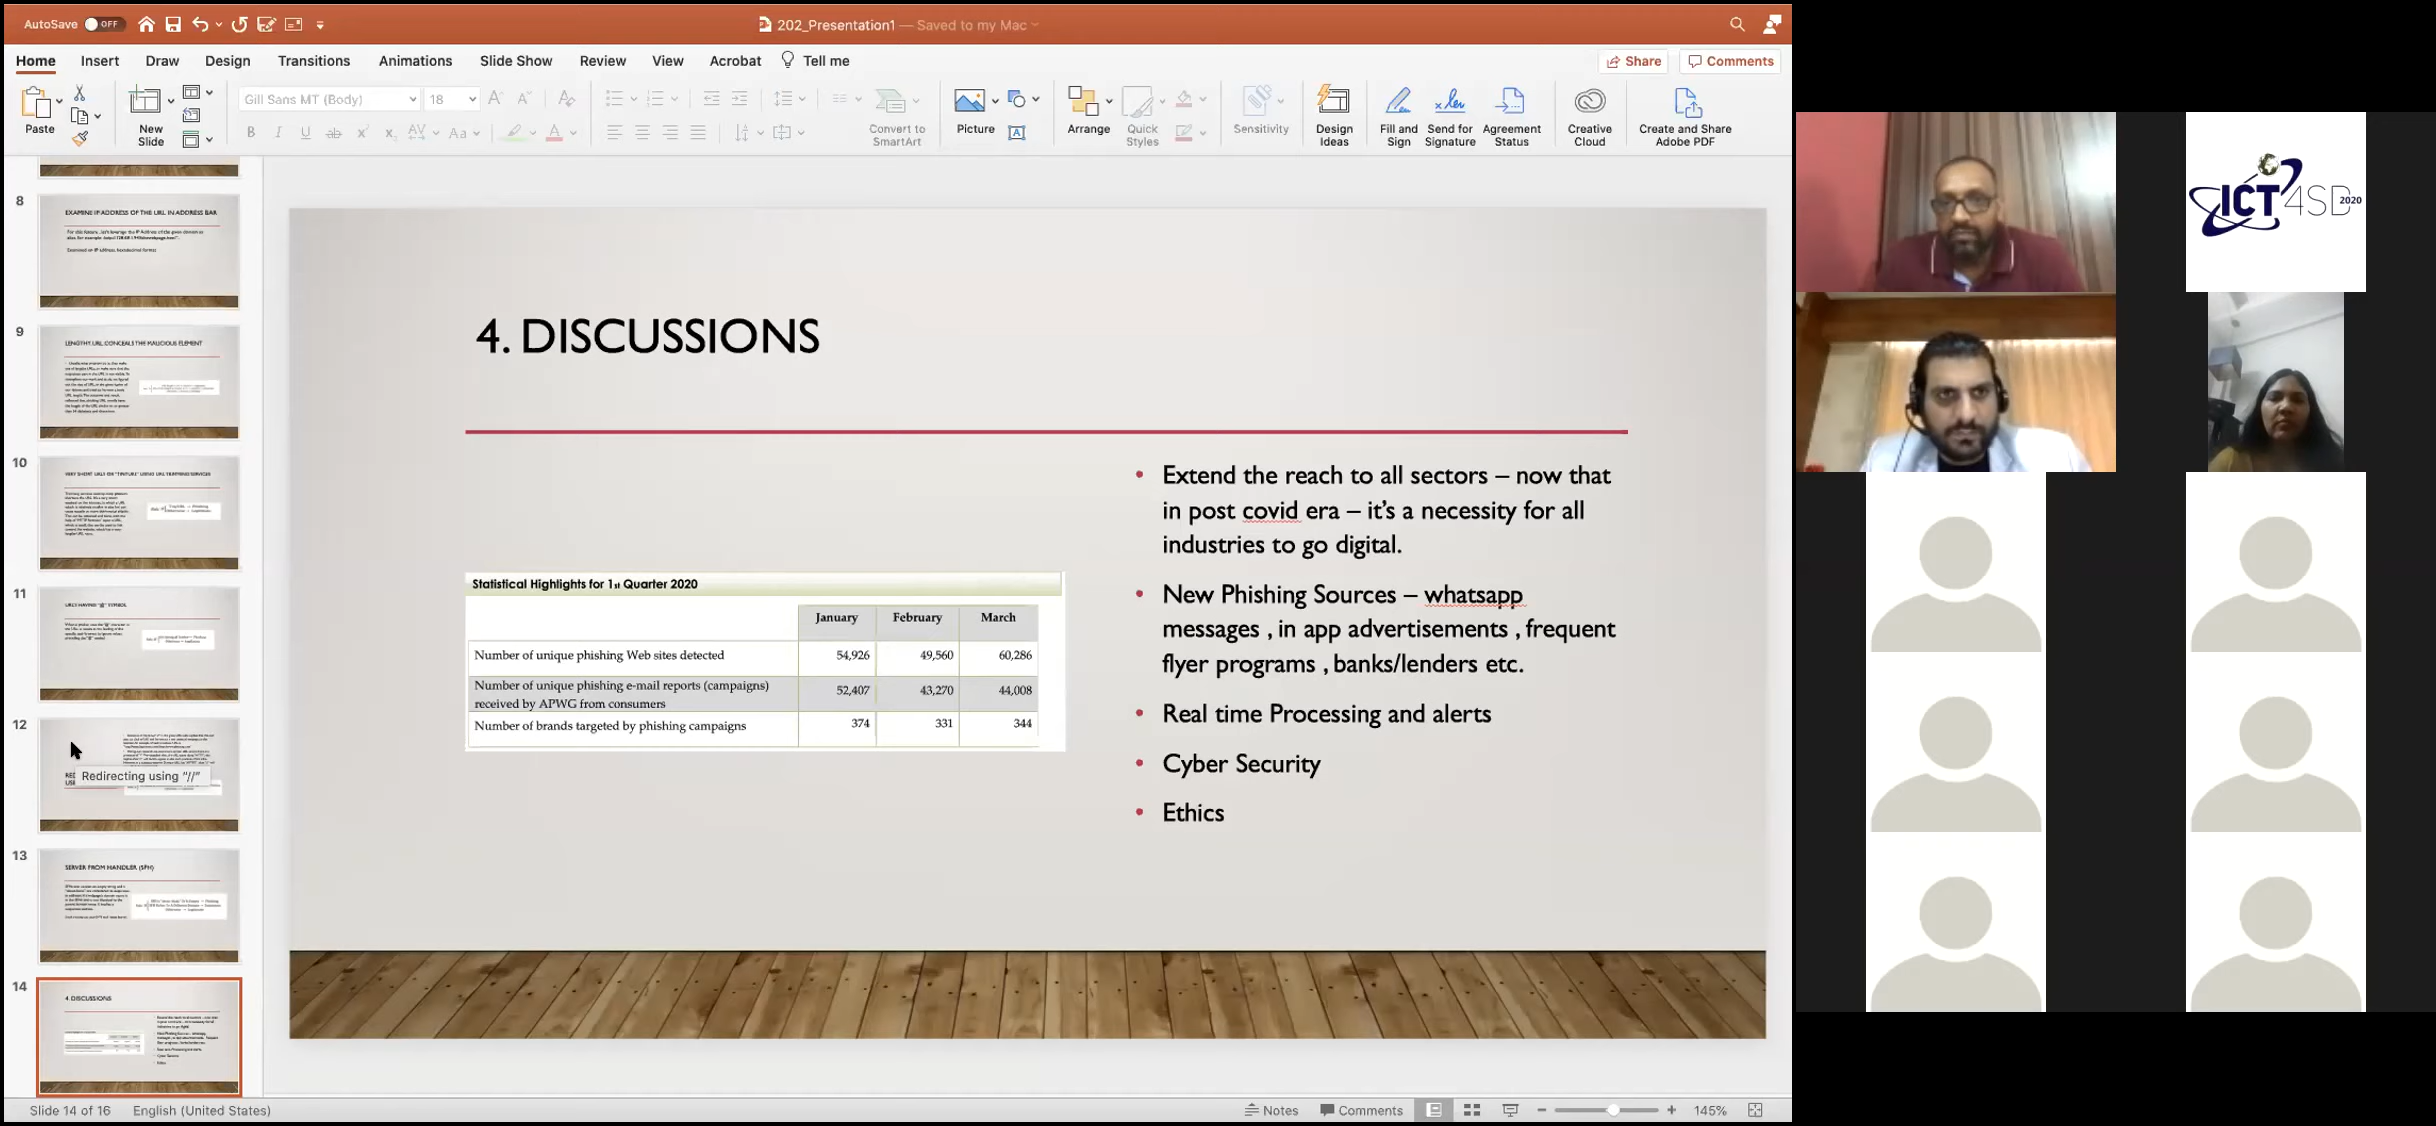 AutoSave OFF
202_Presentation1 — Saved to my Mac
Home Insert Draw Design Transitions Animations Slide Show Review View Acrobat Tell me
Share Comments
Gill Sans MT (Body) 18
Paste
New Slide
Convert to SmartArt
Picture
Arrange
Quick Styles
Sensitivity
Design Ideas
Fill and Sign
Send for Signature
Agreement Status
Creative Cloud
Create and Share Adobe PDF
8
EXAMINE IP ADDRESS OF THE URL IN ADDRESS BAR
9
LENGTHY URL CONCEALS THE MALICIOUS ELEMENT
10
11
URL'S HAVING "@" SYMBOL
12
Redirecting using "//"
13
SERVER FROM HANDLER (SFH)
14
4. DISCUSSIONS
4. DISCUSSIONS
Statistical Highlights for 1st Quarter 2020
January February March
Number of unique phishing Web sites detected 54,926 49,560 60,286
Number of unique phishing e-mail reports (campaigns)
received by APWG from consumers 52,407 43,270 44,008
Number of brands targeted by phishing campaigns 374 331 344
• Extend the reach to all sectors – now that
in post covid era – it's a necessity for all
industries to go digital.
• New Phishing Sources – whatsapp
messages , in app advertisements , frequent
flyer programs , banks/lenders etc.
• Real time Processing and alerts
• Cyber Security
• Ethics
Slide 14 of 16 English (United States)
Notes Comments 145%
ICT4SD 2020